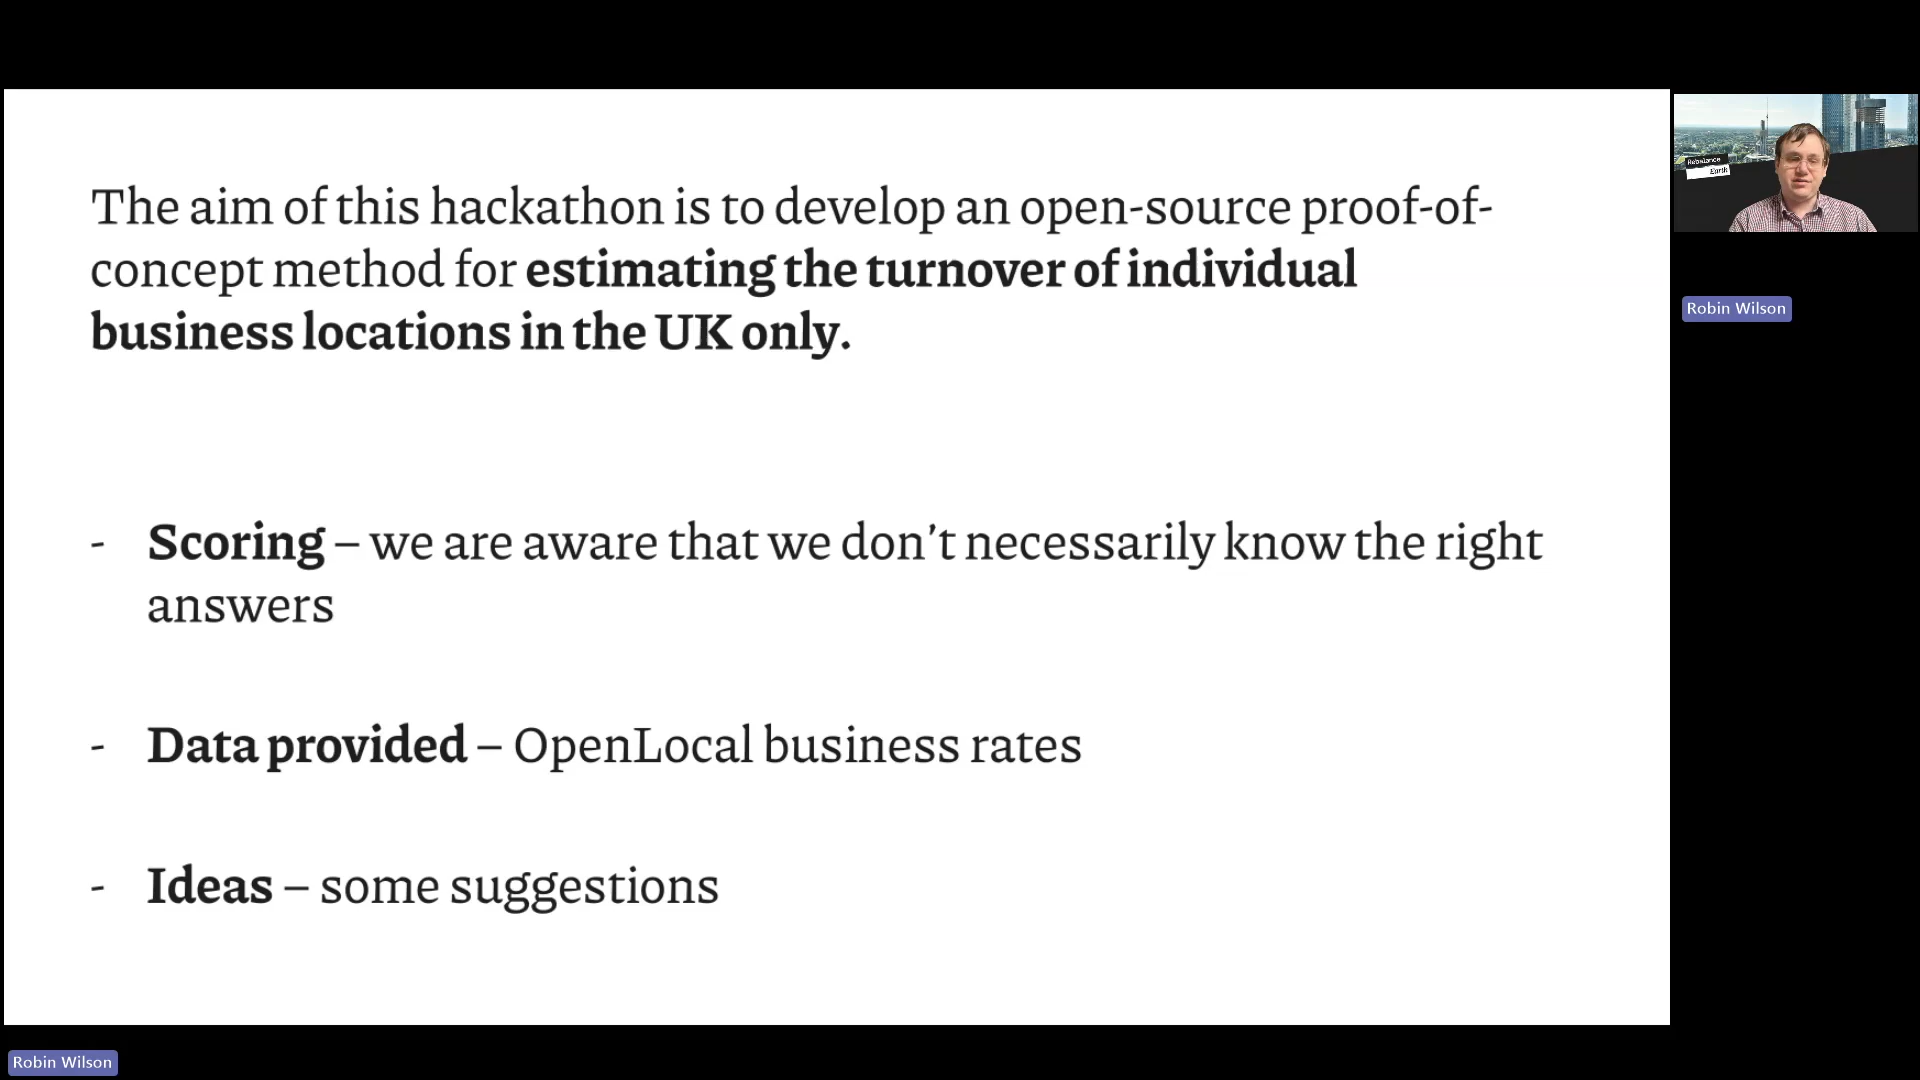 The aim of this hackathon is to develop an open-source proof-of-
concept method for estimating the turnover of individual
business locations in the UK only.
- Scoring – we are aware that we don’t necessarily know the right
answers
- Data provided – OpenLocal business rates
- Ideas – some suggestions
Rebalance
Earth
Robin Wilson
Robin Wilson